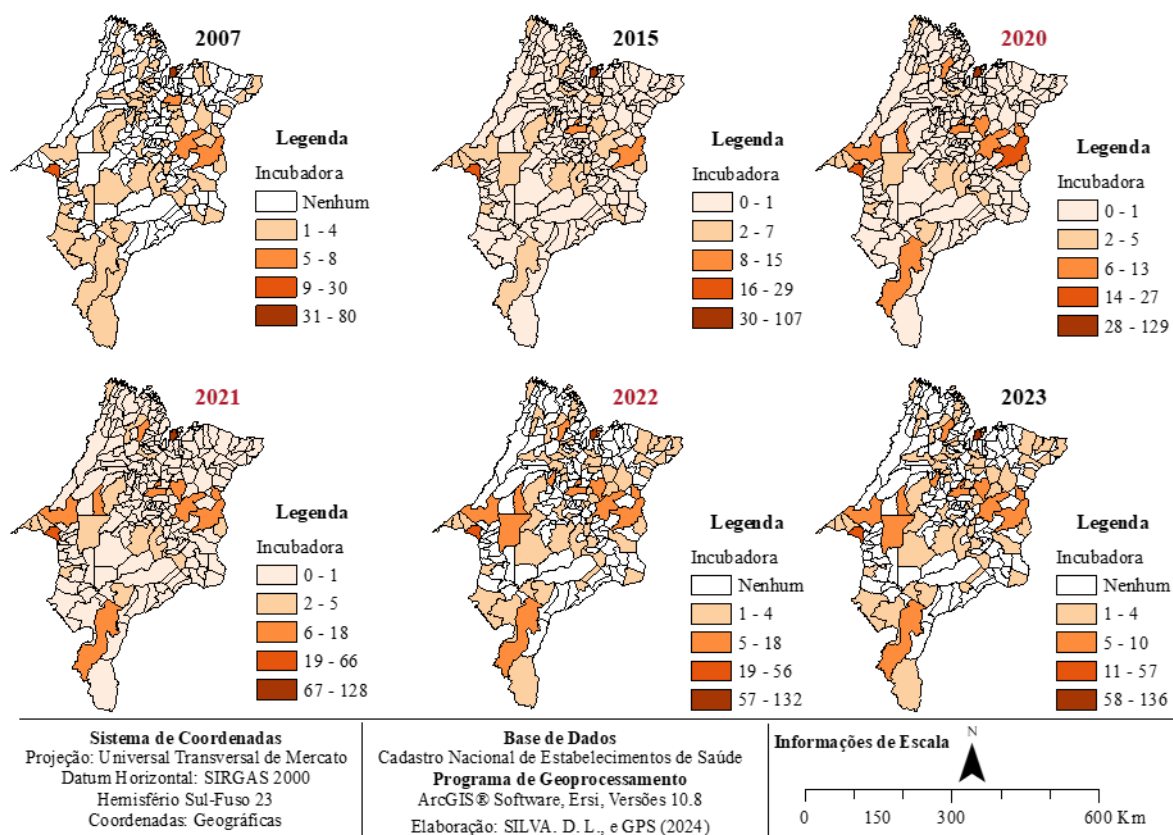 2007
Legenda
Incubadora
Nenhum
1 - 4
5 - 8
9 - 30
31 - 80
2015
Legenda
Incubadora
0 - 1
2 - 7
8 - 15
16 - 29
30 - 107
2020
Legenda
Incubadora
0 - 1
2 - 5
6 - 13
14 - 27
28 - 129
2021
Legenda
Incubadora
0 - 1
2 - 5
6 - 18
19 - 66
67 - 128
2022
Legenda
Incubadora
Nenhum
1 - 4
5 - 18
19 - 56
57 - 132
2023
Legenda
Incubadora
Nenhum
1 - 4
5 - 10
11 - 57
58 - 136
Sistema de Coordenadas
Projeção: Universal Transversal de Mercato
Datum Horizontal: SIRGAS 2000
Hemisfério Sul-Fuso 23
Coordenadas: Geográficas
Base de Dados
Cadastro Nacional de Estabelecimentos de Saúde
Programa de Geoprocessamento
ArcGIS® Software, Ersi, Versões 10.8
Elaboração: SILVA. D. L., e GPS (2024)
Informações de Escala
N
0 150 300 600 Km